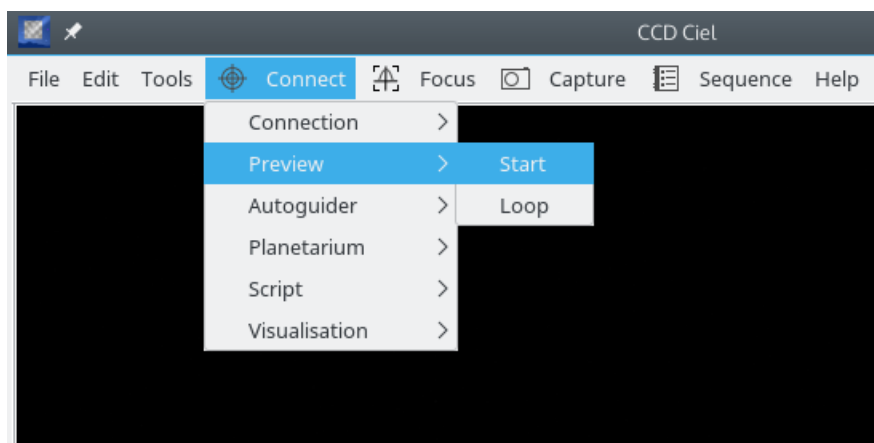 CCD Ciel
File Edit Tools Connect Focus Capture Sequence Help
Connection
Preview Start
Autoguider Loop
Planetarium
Script
Visualisation